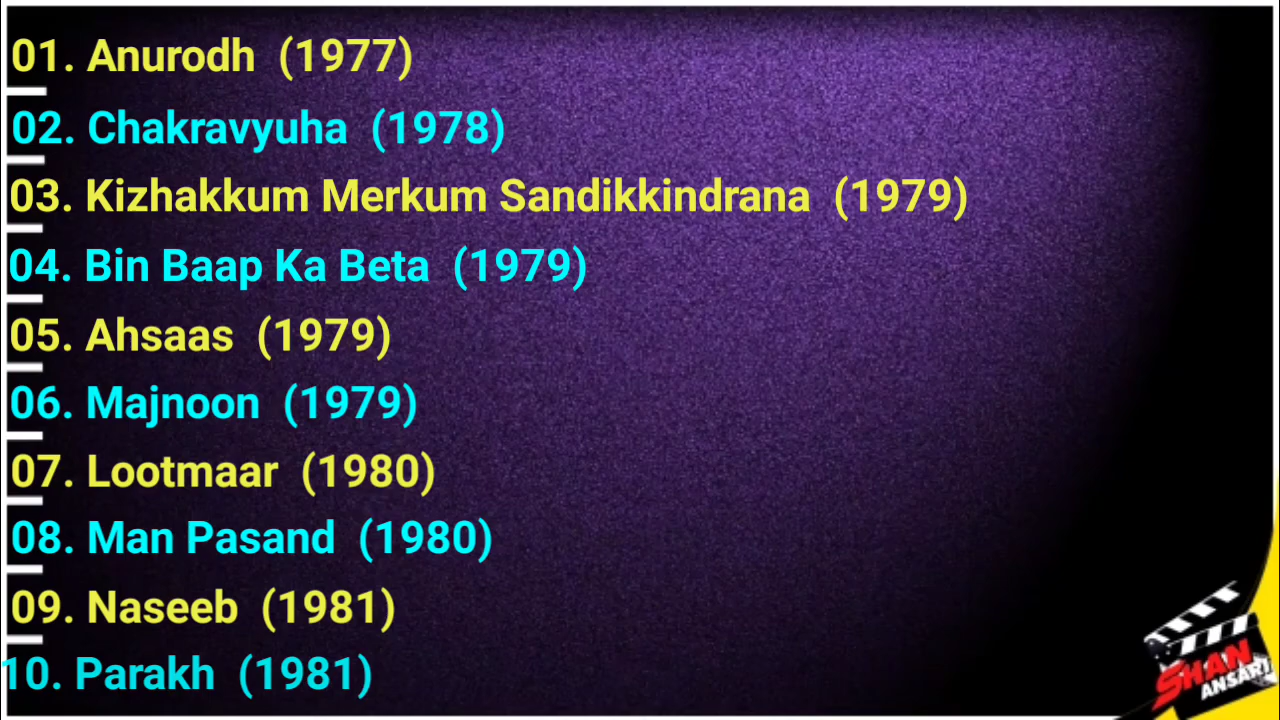 01. Anurodh (1977)
02. Chakravyuha (1978)
03. Kizhakkum Merkum Sandikkindrana (1979)
04. Bin Baap Ka Beta (1979)
05. Ahsaas (1979)
06. Majnoon (1979)
07. Lootmaar (1980)
08. Man Pasand (1980)
09. Naseeb (1981)
10. Parakh (1981)
SHAN
ANSARI